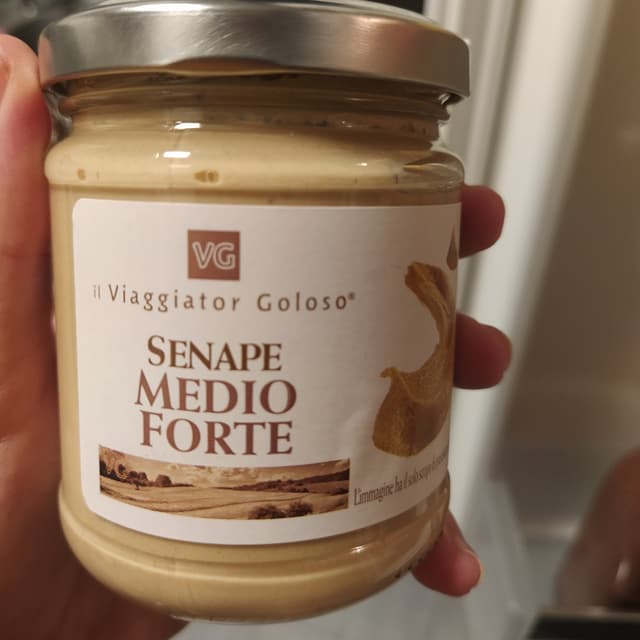 VG
il Viaggiator Goloso®
SENAPE
MEDIO
FORTE
L'immagine ha il solo scopo di